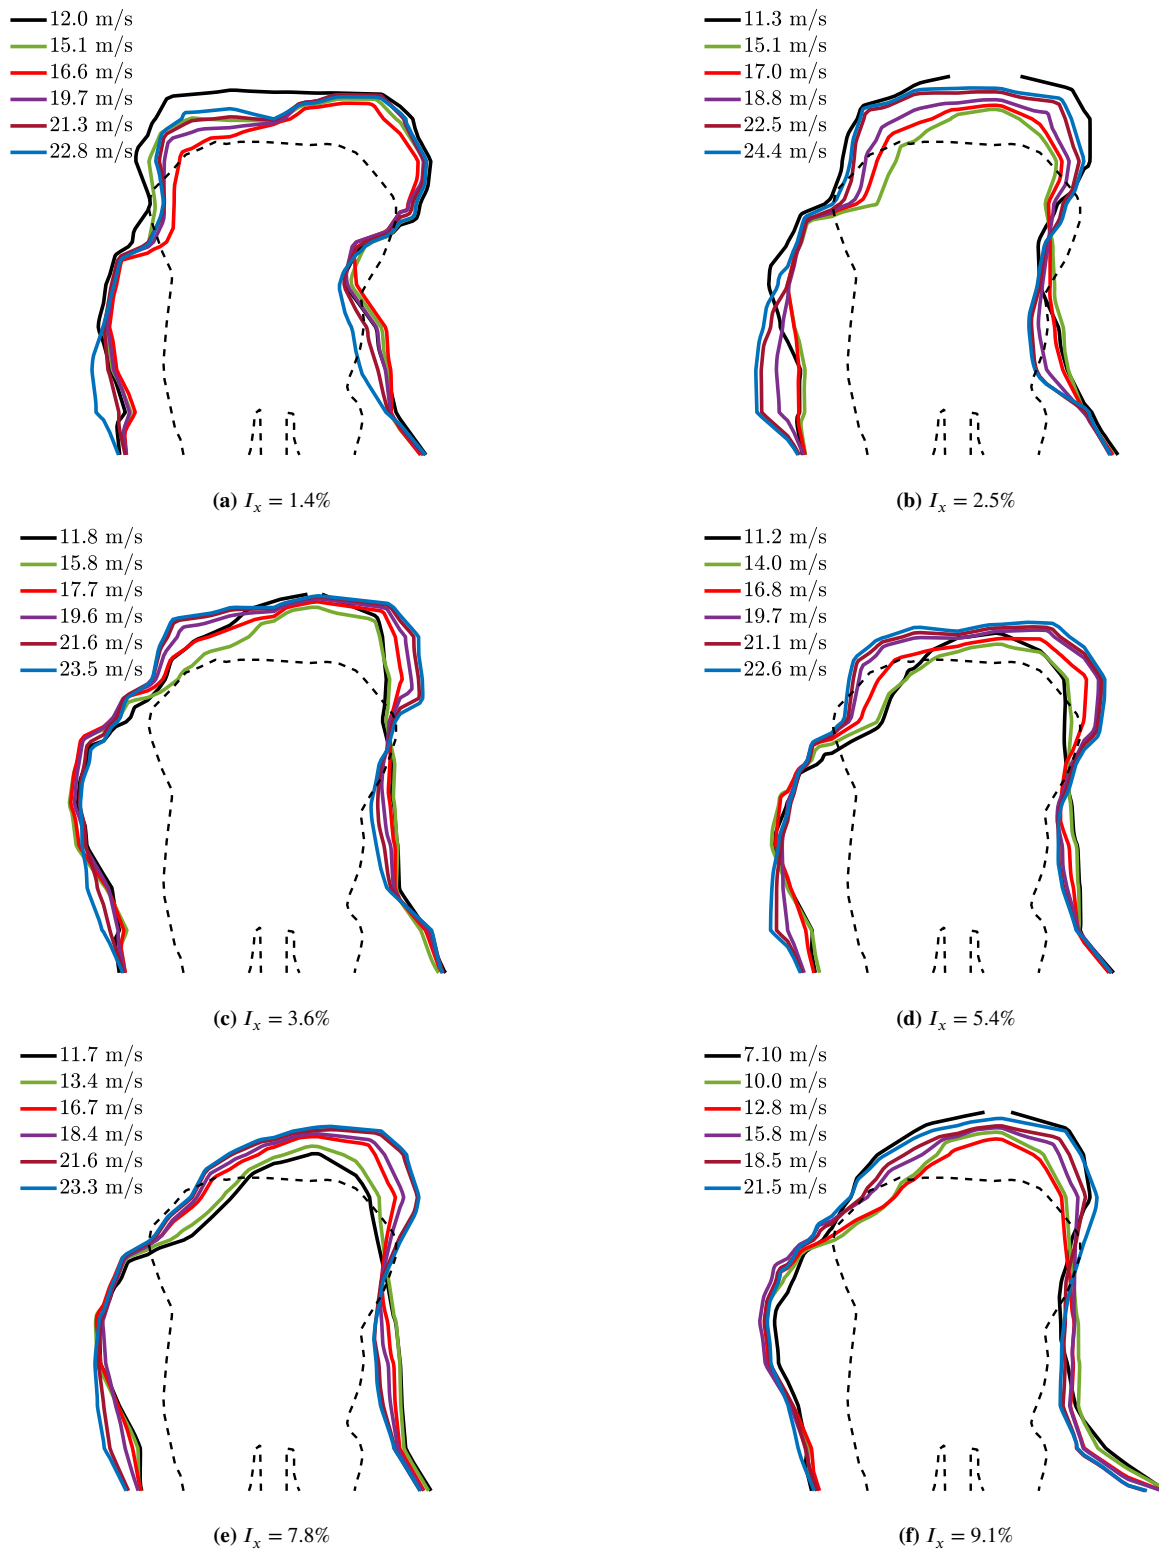 12.0 m/s
15.1 m/s
16.6 m/s
19.7 m/s
21.3 m/s
22.8 m/s
(a) I_x = 1.4%
11.3 m/s
15.1 m/s
17.0 m/s
18.8 m/s
22.5 m/s
24.4 m/s
(b) I_x = 2.5%
11.8 m/s
15.8 m/s
17.7 m/s
19.6 m/s
21.6 m/s
23.5 m/s
(c) I_x = 3.6%
11.2 m/s
14.0 m/s
16.8 m/s
19.7 m/s
21.1 m/s
22.6 m/s
(d) I_x = 5.4%
11.7 m/s
13.4 m/s
16.7 m/s
18.4 m/s
21.6 m/s
23.3 m/s
(e) I_x = 7.8%
7.10 m/s
10.0 m/s
12.8 m/s
15.8 m/s
18.5 m/s
21.5 m/s
(f) I_x = 9.1%